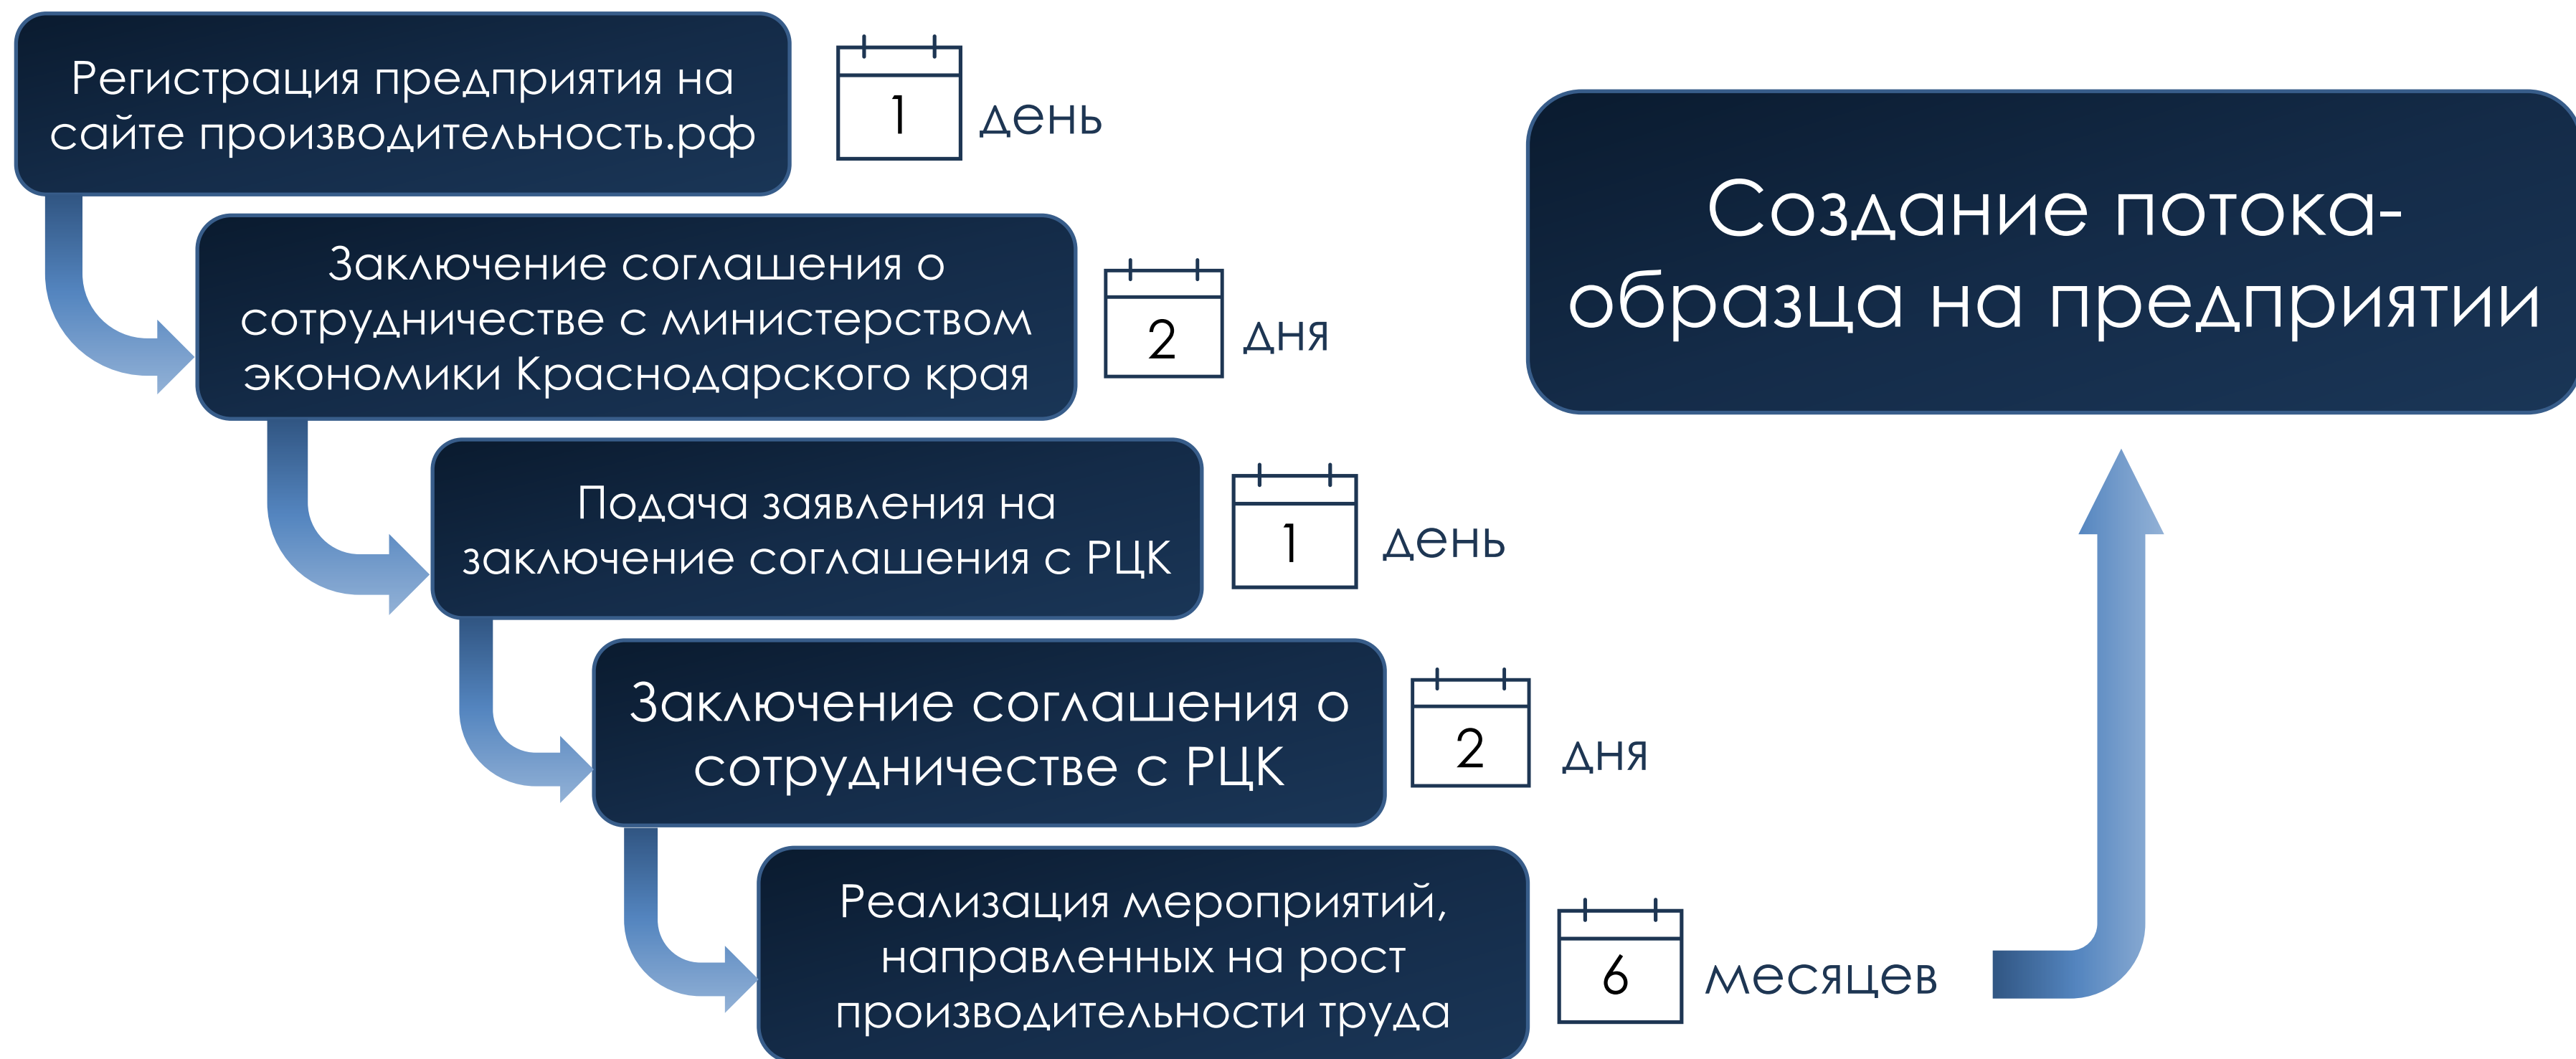 Регистрация предприятия на
сайте производительность.рф
1
день
Заключение соглашения о
сотрудничестве с министерством
экономики Краснодарского края
2
дня
Подача заявления на
заключение соглашения с РЦК
1
день
Заключение соглашения о
сотрудничестве с РЦК
2
дня
Реализация мероприятий,
направленных на рост
производительности труда
6
месяцев
Создание потока-
образца на предприятии